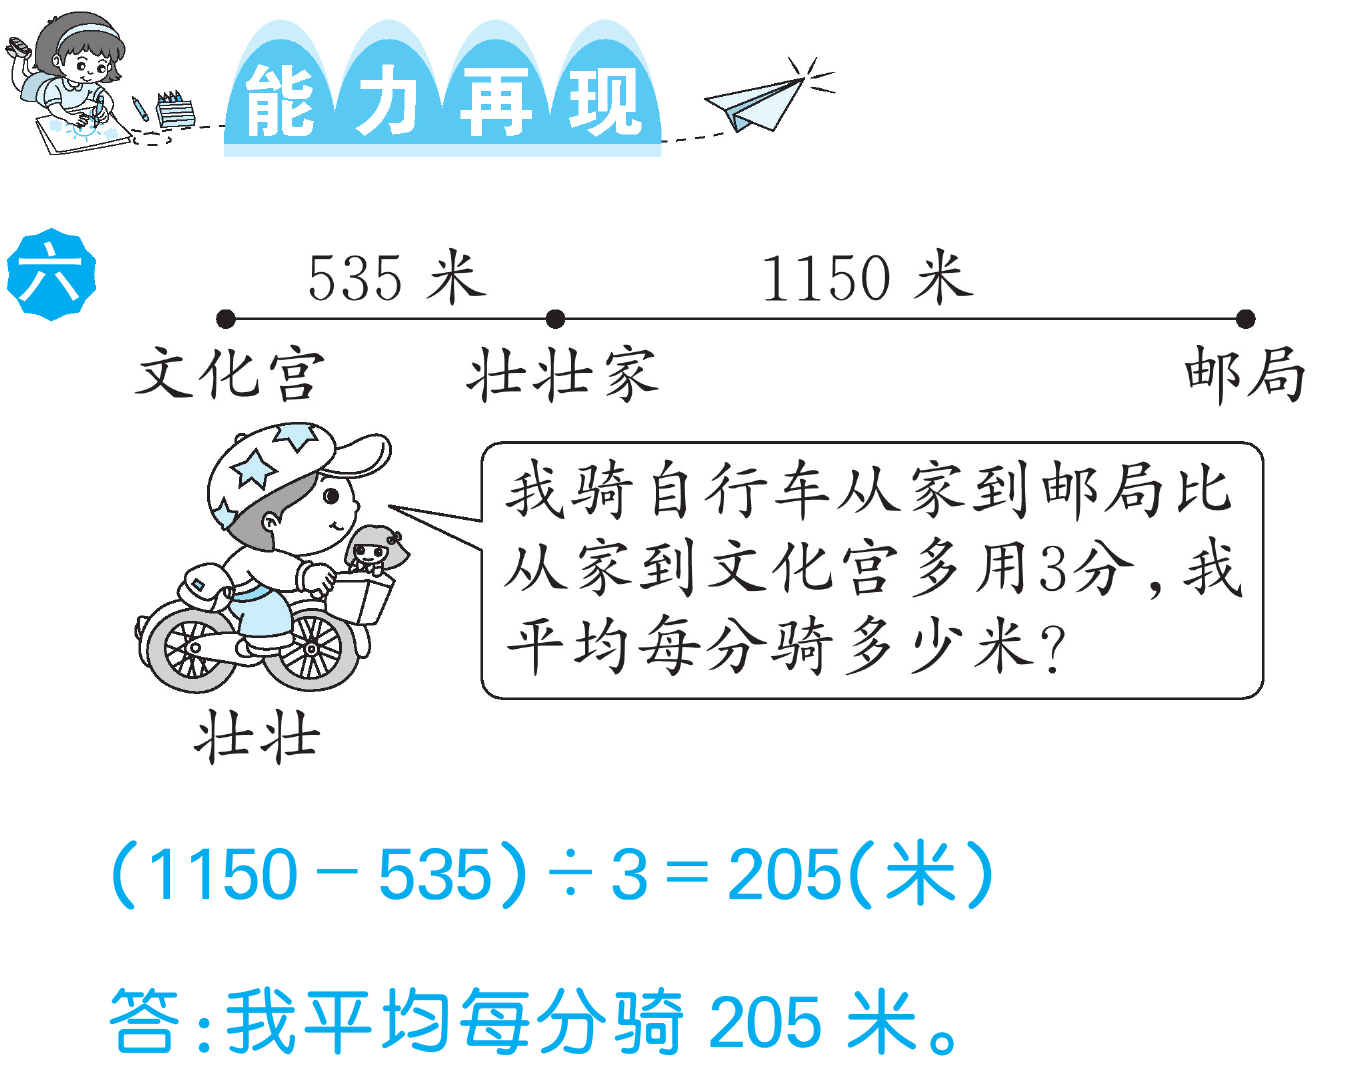 能力再现
六
535 米 1150 米
文化宫 壮壮家 邮局
我骑自行车从家到邮局比
从家到文化宫多用3分,我
平均每分骑多少米?
壮壮
(1150-535)÷3=205(米)
答:我平均每分骑 205 米。